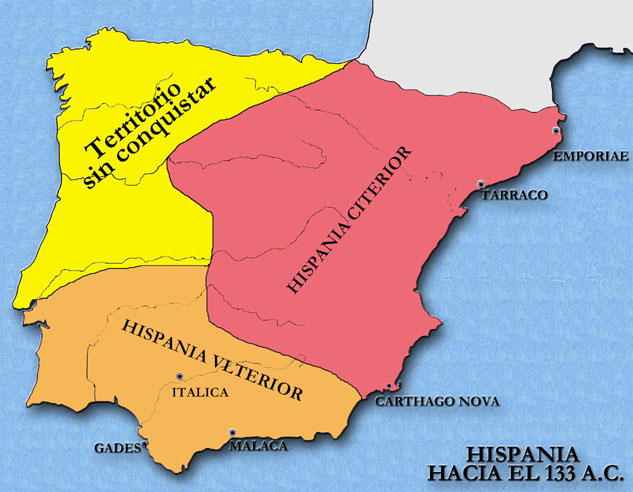 Territorio
sin conquistar
HISPANIA CITERIOR
EMPORIAE
TARRACO
HISPANIA VLTERIOR
ITALICA
CARTHAGO NOVA
GADES
MALACA
HISPANIA
HACIA EL 133 A.C.